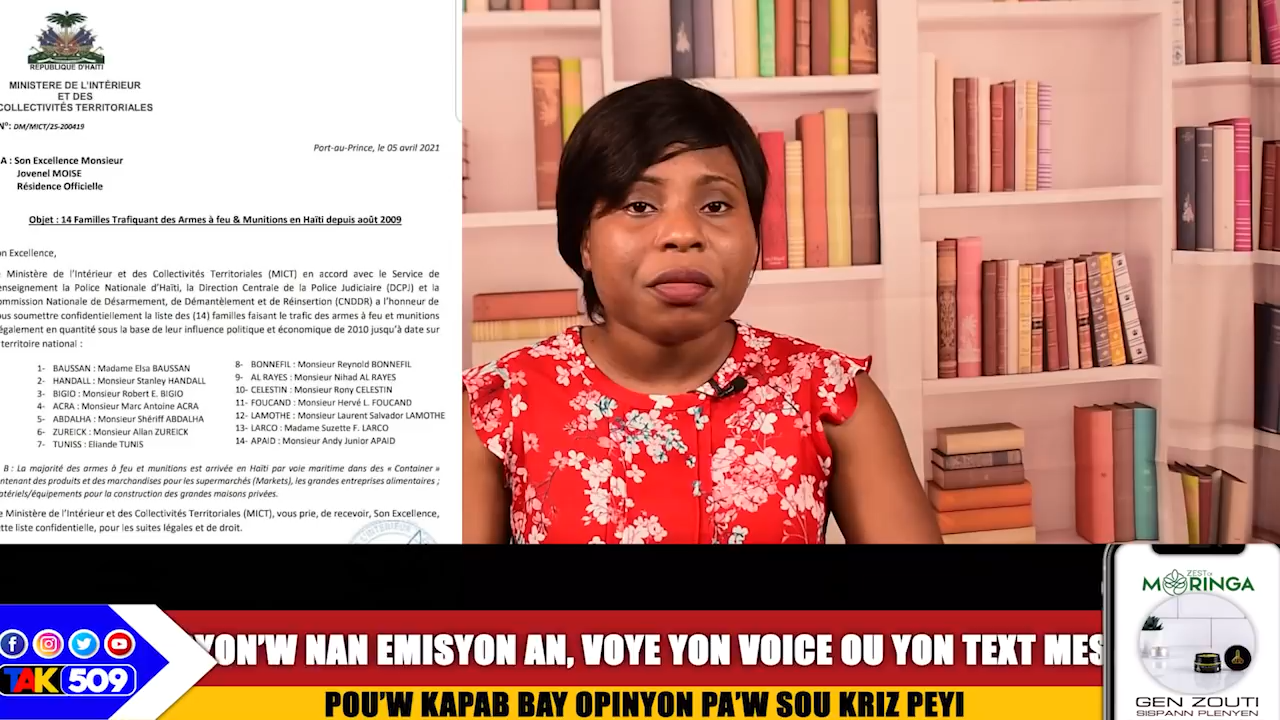 RÉPUBLIQUE D'HAÏTI
MINISTERE DE L'INTÉRIEUR
ET DES
COLLECTIVITÉS TERRITORIALES
N°: DM/MICT/25-200419
Port-au-Prince, le 05 avril 2021
A : Son Excellence Monsieur
Jovenel MOISE
Résidence Officielle
Objet : 14 Familles Trafiquant des Armes à feu & Munitions en Haïti depuis août 2009
on Excellence,
e Ministère de l'Intérieur et des Collectivités Territoriales (MICT) en accord avec le Service de
enseignement la Police Nationale d'Haïti, la Direction Centrale de la Police Judiciaire (DCPJ) et la
ommission Nationale de Désarmement, de Démantèlement et de Réinsertion (CNDDR) a l'honneur de
ous soumettre confidentiellement la liste des (14) familles faisant le trafic des armes à feu et munitions
légalement en quantité sous la base de leur influence politique et économique de 2010 jusqu'à date sur
territoire national :
1- BAUSSAN : Madame Elsa BAUSSAN
2- HANDALL : Monsieur Stanley HANDALL
3- BIGIO : Monsieur Robert E. BIGIO
4- ACRA : Monsieur Marc Antoine ACRA
5- ABDALHA : Monsieur Shériff ABDALHA
6- ZUREICK : Monsieur Allan ZUREICK
7- TUNISS : Eliande TUNIS
8- BONNEFIL : Monsieur Reynold BONNEFIL
9- AL RAYES : Monsieur Nihad AL RAYES
10- CELESTIN : Monsieur Rony CELESTIN
11- FOUCAND : Monsieur Hervé L. FOUCAND
12- LAMOTHE : Monsieur Laurent Salvador LAMOTHE
13- LARCO : Madame Suzette F. LARCO
14- APAID : Monsieur Andy Junior APAID
B : La majorité des armes à feu et munitions est arrivée en Haïti par voie maritime dans des « Container »
ntenant des produits et des marchandises pour les supermarchés (Markets), les grandes entreprises alimentaires ;
atériels/équipements pour la construction des grandes maisons privées.
e Ministère de l'Intérieur et des Collectivités Territoriales (MICT), vous prie, de recevoir, Son Excellence,
ette liste confidentielle, pour les suites légales et de droit.
YON'W NAN EMISYON AN, VOYE YON VOICE OU YON TEXT MES
POU'W KAPAB BAY OPINYON PA'W SOU KRIZ PEYI
TAK 509
ZEST OF
MORINGA
GEN ZOUTI
SISPANN PLENYEN